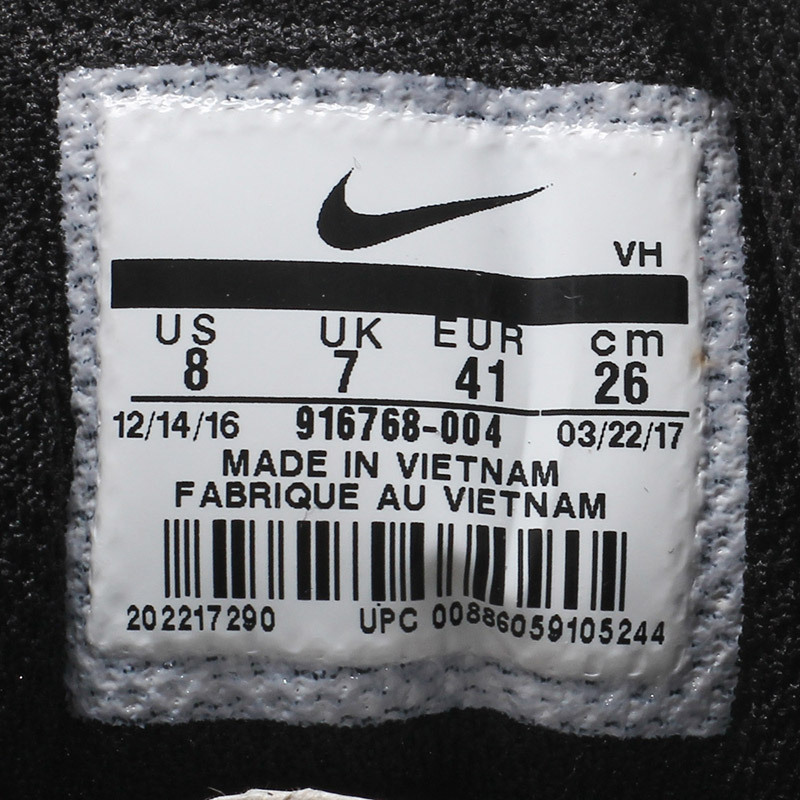 VH
US UK EUR cm
8 7 41 26
12/14/16 916768-004 03/22/17
MADE IN VIETNAM
FABRIQUE AU VIETNAM
202217290 UPC 00886059105244